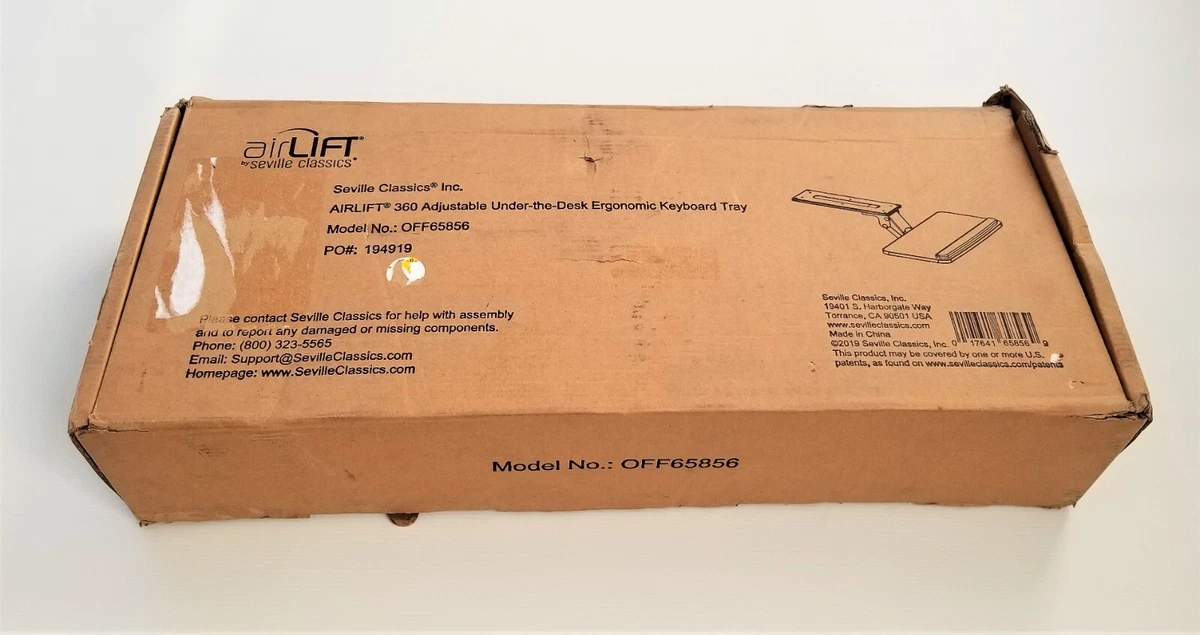 airLIFT®
by seville classics®
Seville Classics® Inc.
AIRLIFT® 360 Adjustable Under-the-Desk Ergonomic Keyboard Tray
Model No.: OFF65856
PO#: 194919
Please contact Seville Classics for help with assembly
and to report any damaged or missing components.
Phone: (800) 323-5565
Email: Support@SevilleClassics.com
Homepage: www.SevilleClassics.com
Seville Classics, Inc.
19401 S. Harborgate Way
Torrance, CA 90501 USA
www.sevilleclassics.com
Made in China
©2019 Seville Classics, Inc.
This product may be covered by one or more U.S.
patents, as found on www.sevilleclassics.com/patents
0 17641 65856 9
Model No.: OFF65856